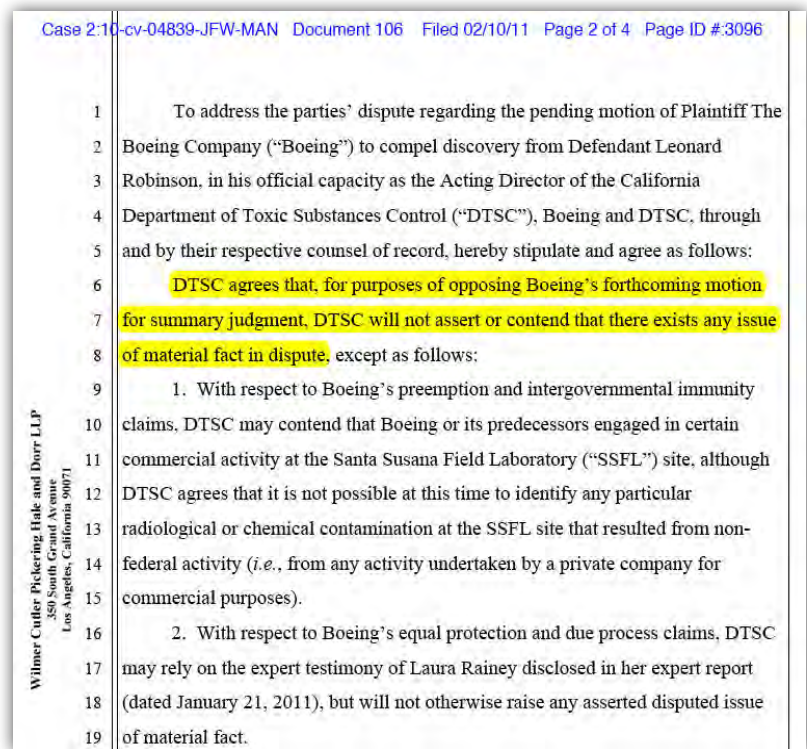 Case 2:10-cv-04839-JFW-MAN Document 106 Filed 02/10/11 Page 2 of 4 Page ID #:3096
1 To address the parties’ dispute regarding the pending motion of Plaintiff The
2 Boeing Company (“Boeing”) to compel discovery from Defendant Leonard
3 Robinson, in his official capacity as the Acting Director of the California
4 Department of Toxic Substances Control (“DTSC”), Boeing and DTSC, through
5 and by their respective counsel of record, hereby stipulate and agree as follows:
6 DTSC agrees that, for purposes of opposing Boeing’s forthcoming motion
7 for summary judgment, DTSC will not assert or contend that there exists any issue
8 of material fact in dispute, except as follows:
9 1. With respect to Boeing’s preemption and intergovernmental immunity
10 claims, DTSC may contend that Boeing or its predecessors engaged in certain
11 commercial activity at the Santa Susana Field Laboratory (“SSFL”) site, although
12 DTSC agrees that it is not possible at this time to identify any particular
13 radiological or chemical contamination at the SSFL site that resulted from non-
14 federal activity (i.e., from any activity undertaken by a private company for
15 commercial purposes).
16 2. With respect to Boeing’s equal protection and due process claims, DTSC
17 may rely on the expert testimony of Laura Rainey disclosed in her expert report
18 (dated January 21, 2011), but will not otherwise raise any asserted disputed issue
19 of material fact.
Wilmer Cutler Pickering Hale and Dorr LLP
350 South Grand Avenue
Los Angeles, California 90071